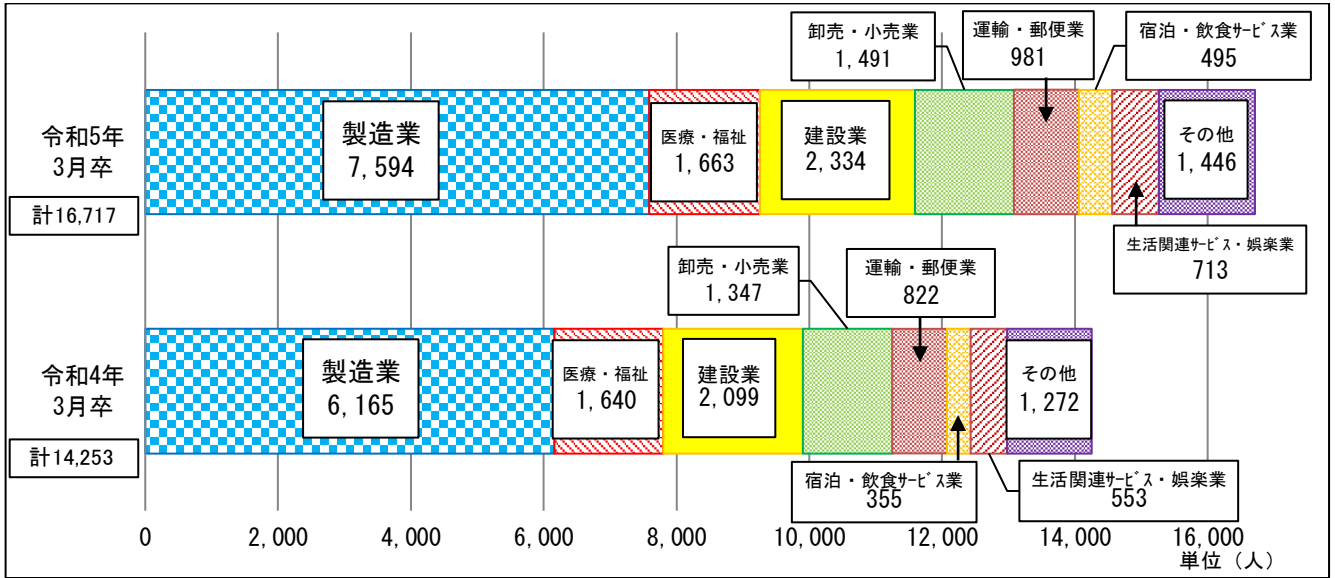 卸売・小売業
1,491
運輸・郵便業
981
宿泊・飲食ｻｰﾋﾞｽ業
495
令和5年
3月卒
計16,717
製造業
7,594
医療・福祉
1,663
建設業
2,334
その他
1,446
生活関連ｻｰﾋﾞｽ・娯楽業
713
卸売・小売業
1,347
運輸・郵便業
822
令和4年
3月卒
計14,253
製造業
6,165
医療・福祉
1,640
建設業
2,099
その他
1,272
宿泊・飲食ｻｰﾋﾞｽ業
355
生活関連ｻｰﾋﾞｽ・娯楽業
553
0 2,000 4,000 6,000 8,000 10,000 12,000 14,000 16,000
単位（人）